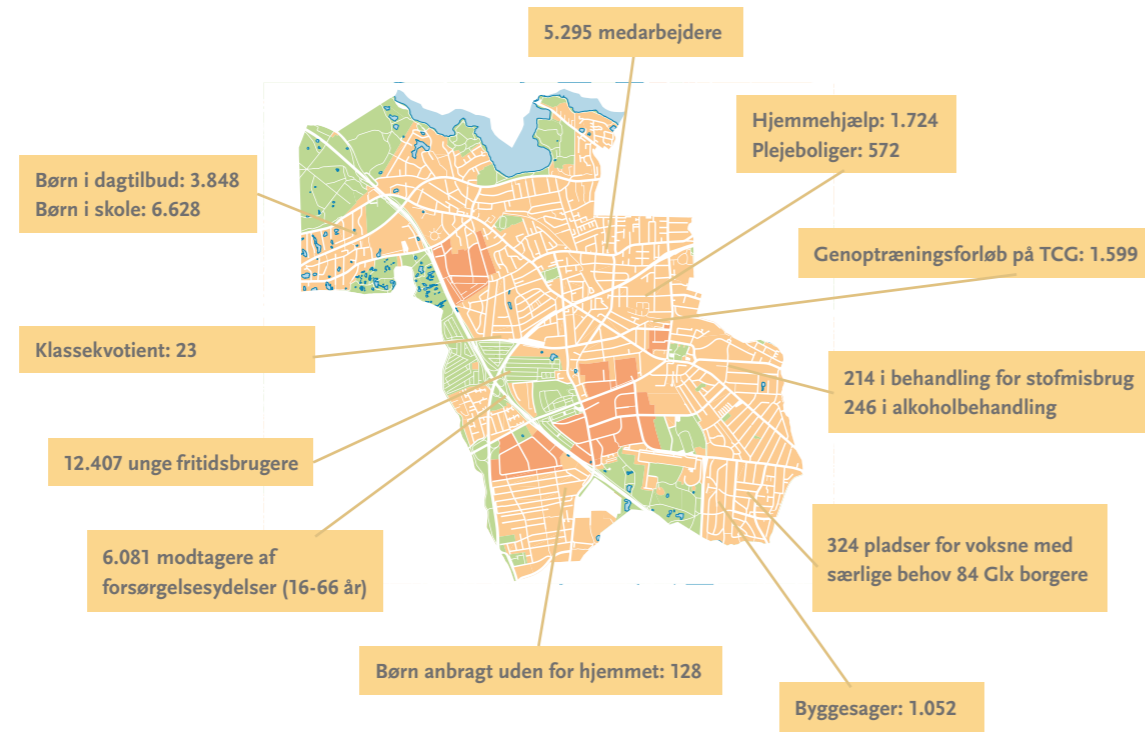 5.295 medarbejdere
Hjemmehjælp: 1.724
Plejeboliger: 572
Børn i dagtilbud: 3.848
Børn i skole: 6.628
Genoptræningsforløb på TCG: 1.599
Klassekvotient: 23
214 i behandling for stofmisbrug
246 i alkoholbehandling
12.407 unge fritidsbrugere
6.081 modtagere af
forsørgelsesydelser (16-66 år)
324 pladser for voksne med
særlige behov 84 Glx borgere
Børn anbragt uden for hjemmet: 128
Byggesager: 1.052